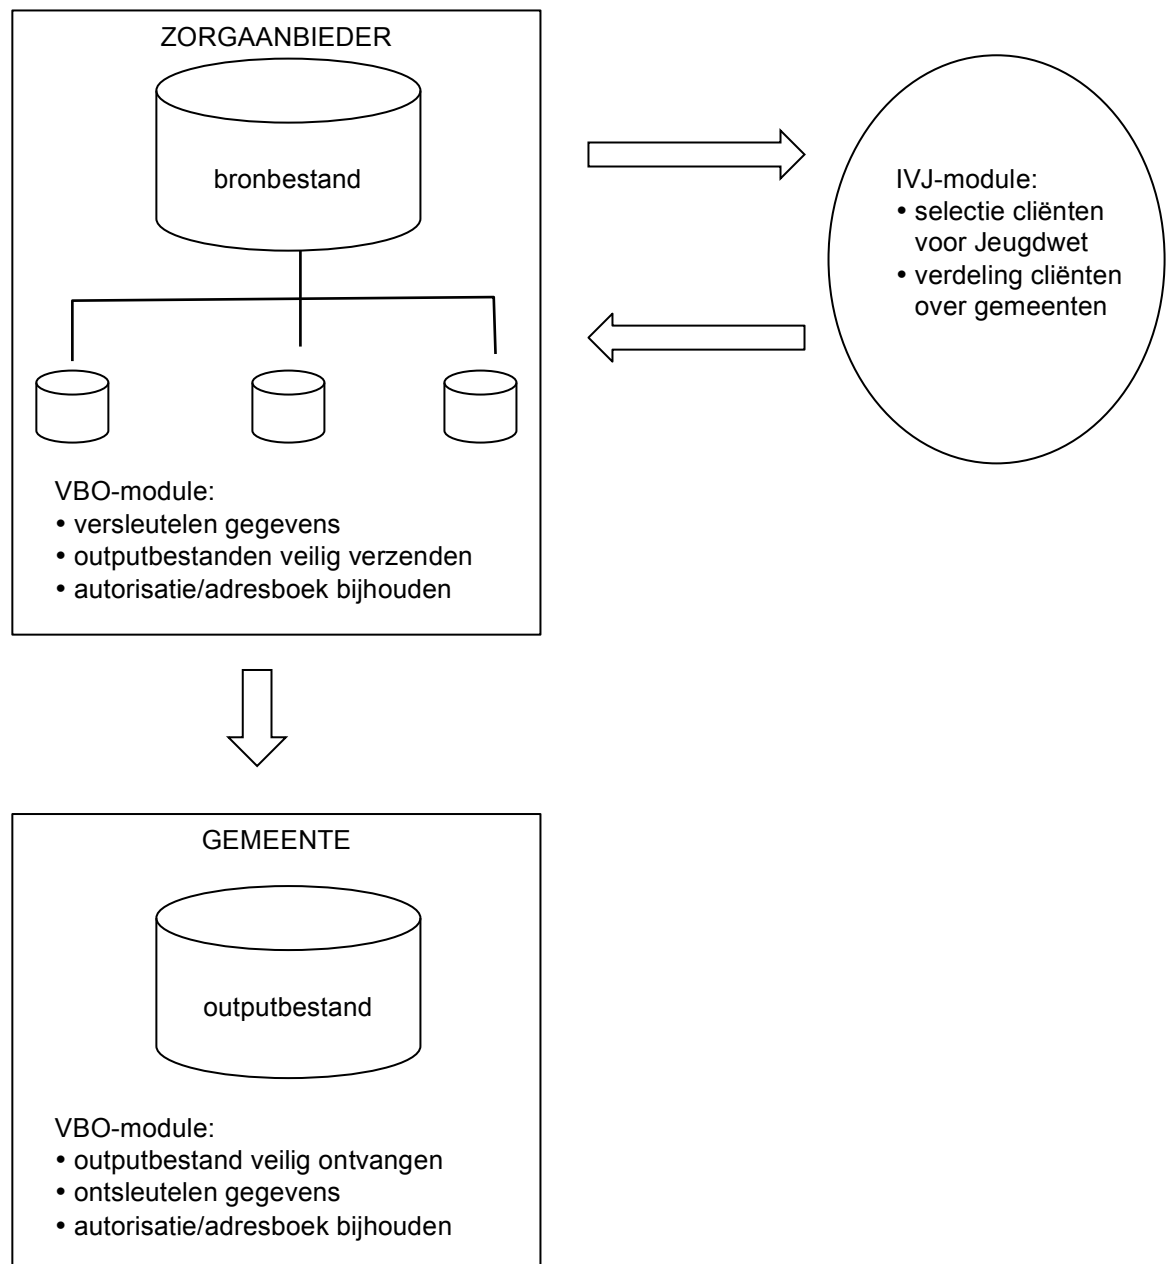 ZORGAANBIEDER
bronbestand
VBO-module:
• versleutelen gegevens
• outputbestanden veilig verzenden
• autorisatie/adresboek bijhouden
IVJ-module:
• selectie cliënten
voor Jeugdwet
• verdeling cliënten
over gemeenten
GEMEENTE
outputbestand
VBO-module:
• outputbestand veilig ontvangen
• ontsleutelen gegevens
• autorisatie/adresboek bijhouden